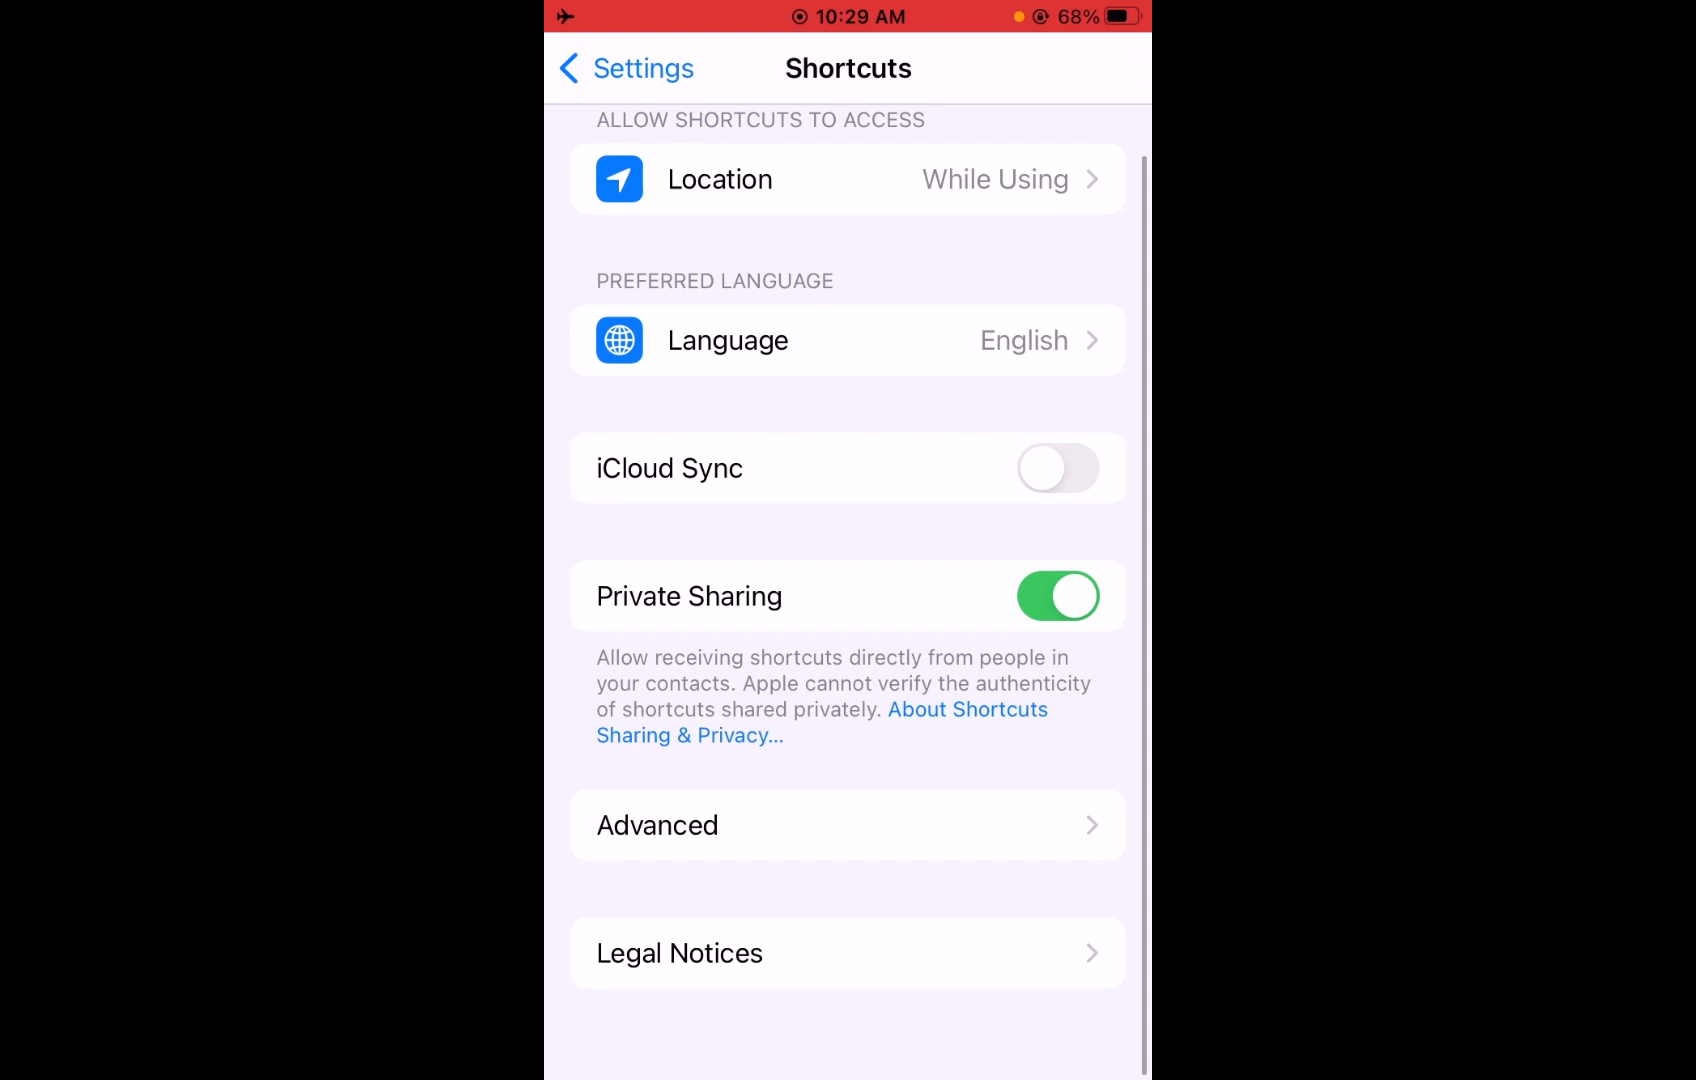 10:29 AM
68%
Settings
Shortcuts
ALLOW SHORTCUTS TO ACCESS
Location
While Using
PREFERRED LANGUAGE
Language
English
iCloud Sync
Private Sharing
Allow receiving shortcuts directly from people in
your contacts. Apple cannot verify the authenticity
of shortcuts shared privately. About Shortcuts
Sharing & Privacy...
Advanced
Legal Notices